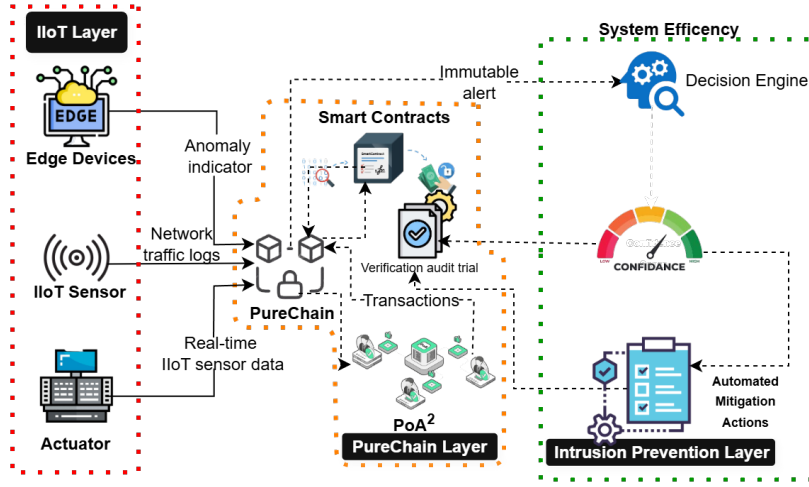 IIoT Layer
EDGE
Edge Devices
IIoT Sensor
Actuator
Anomaly
indicator
Network
traffic logs
Real-time
IIoT sensor data
Smart Contracts
PureChain
Verification audit trial
Transactions
PoA2
PureChain Layer
Immutable
alert
System Efficency
Decision Engine
LOW
HIGH
CONFIDANCE
Automated
Mitigation
Actions
Intrusion Prevention Layer